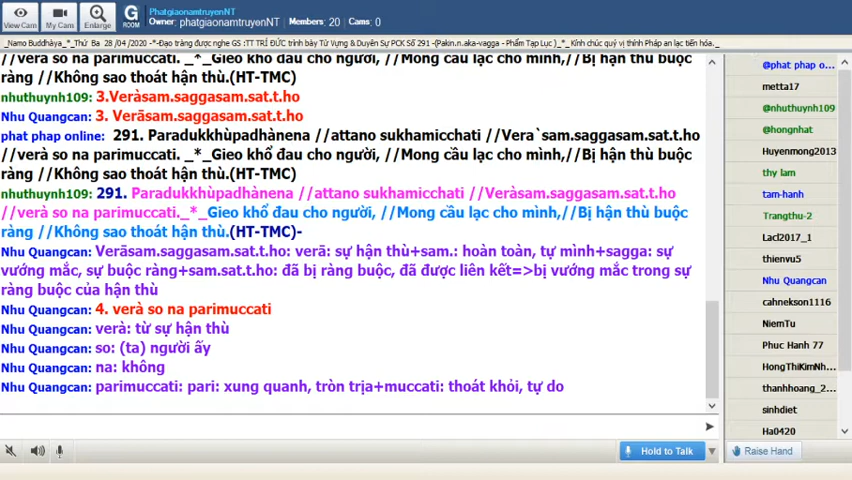 View Cam
My Cam
Enlarge
G
ROOM
PhatgiaonamtruyenNT
Owner: phatgiaonamtruyenNT | Members: 20 | Cams: 0
_Namo Buddhàya_*_Thứ Ba 28 /04 /2020 -*-Đạo tràng được nghe GS :TT TRÍ ĐỨC trình bày Từ Vựng & Duyên Sự PCK Số 291 -(Pakin.n.aka-vagga - Phẩm Tạp Lục ) _*_ Kính chúc quý vị thính Pháp an lạc tiến hóa._
//verà so na parimuccati. _*_Gieo khổ đau cho người, //Mong cầu lạc cho mình,//Bị hận thù buộc
ràng //Không sao thoát hận thù.(HT-TMC)
nhuthuynh109: 3.Veràsam.saggasam.sat.t.ho
Nhu Quangcan: 3. Verāsam.saggasam.sat.t.ho
phat phap online: 291. Paradukkhùpadhànena //attano sukhamicchati //Vera`sam.saggasam.sat.t.ho
//verà so na parimuccati. _*_Gieo khổ đau cho người, //Mong cầu lạc cho mình,//Bị hận thù buộc
ràng //Không sao thoát hận thù.(HT-TMC)
nhuthuynh109: 291. Paradukkhùpadhànena //attano sukhamicchati //Veràsam.saggasam.sat.t.ho
//verà so na parimuccati._*_Gieo khổ đau cho người, //Mong cầu lạc cho mình,//Bị hận thù buộc
ràng //Không sao thoát hận thù.(HT-TMC)-
Nhu Quangcan: Verāsam.saggasam.sat.t.ho: verā: sự hận thù+sam.: hoàn toàn, tự mình+sagga: sự
vướng mắc, sự buộc ràng+sam.sat.t.ho: đã bị ràng buộc, đã được liên kết=>bị vướng mắc trong sự
ràng buộc của hận thù
Nhu Quangcan: 4. verà so na parimuccati
Nhu Quangcan: verà: từ sự hận thù
Nhu Quangcan: so: (ta) người ấy
Nhu Quangcan: na: không
Nhu Quangcan: parimuccati: pari: xung quanh, tròn trịa+muccati: thoát khỏi, tự do
@phat phap o...
metta17
@nhuthuynh109
@hongnhat
Huyenmong2013
thy lam
tam-hanh
Trangthu-2
Lacl2017_1
thienvu5
Nhu Quangcan
cahnekson1116
NiemTu
Phuc Hanh 77
HongThiKimNh...
thanhhoang_2...
sinhdiet
Ha0420
Hold to Talk
Raise Hand